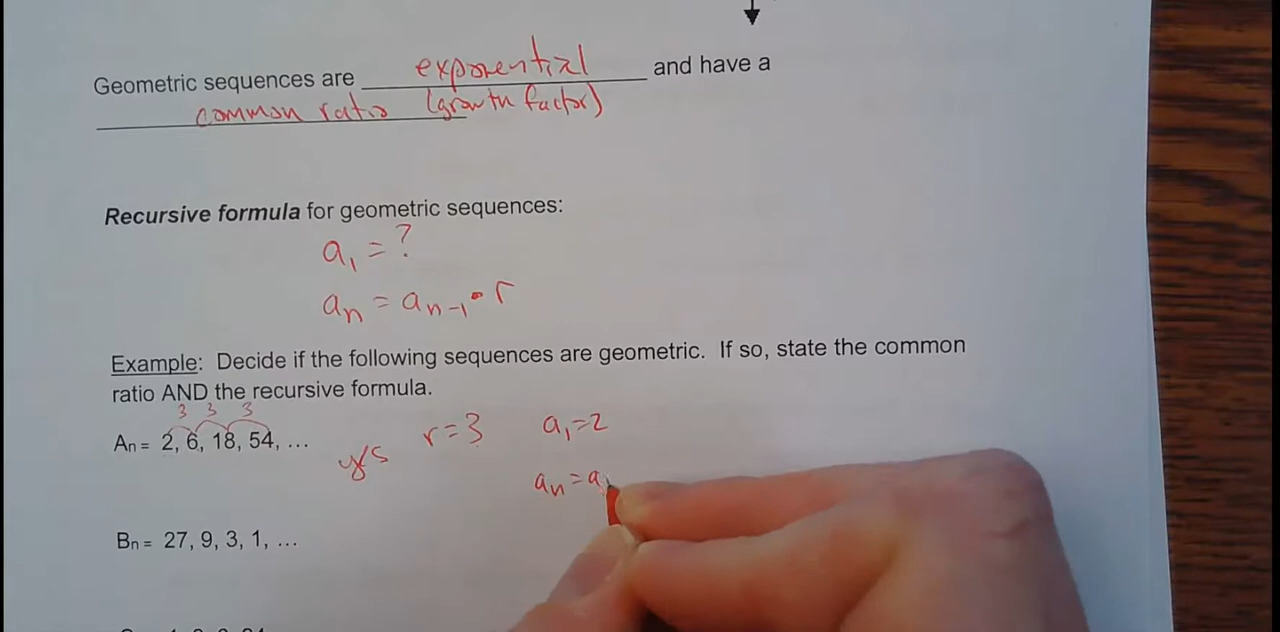 Geometric sequences are exponential and have a
common ratio (growth factor)
Recursive formula for geometric sequences:
a₁ = ?
aₙ = aₙ₋₁ • r
Example: Decide if the following sequences are geometric. If so, state the common
ratio AND the recursive formula.
3 3 3
Aₙ = 2, 6, 18, 54, … yes r = 3 a₁ = 2
aₙ = a
Bₙ = 27, 9, 3, 1, …